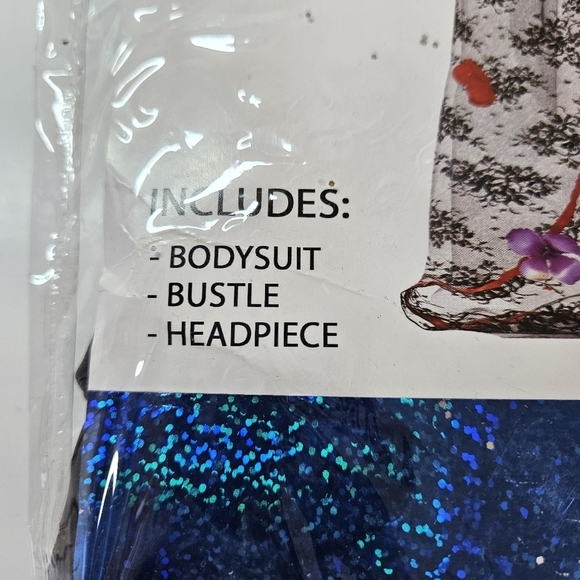 INCLUDES:
- BODYSUIT
- BUSTLE
- HEADPIECE